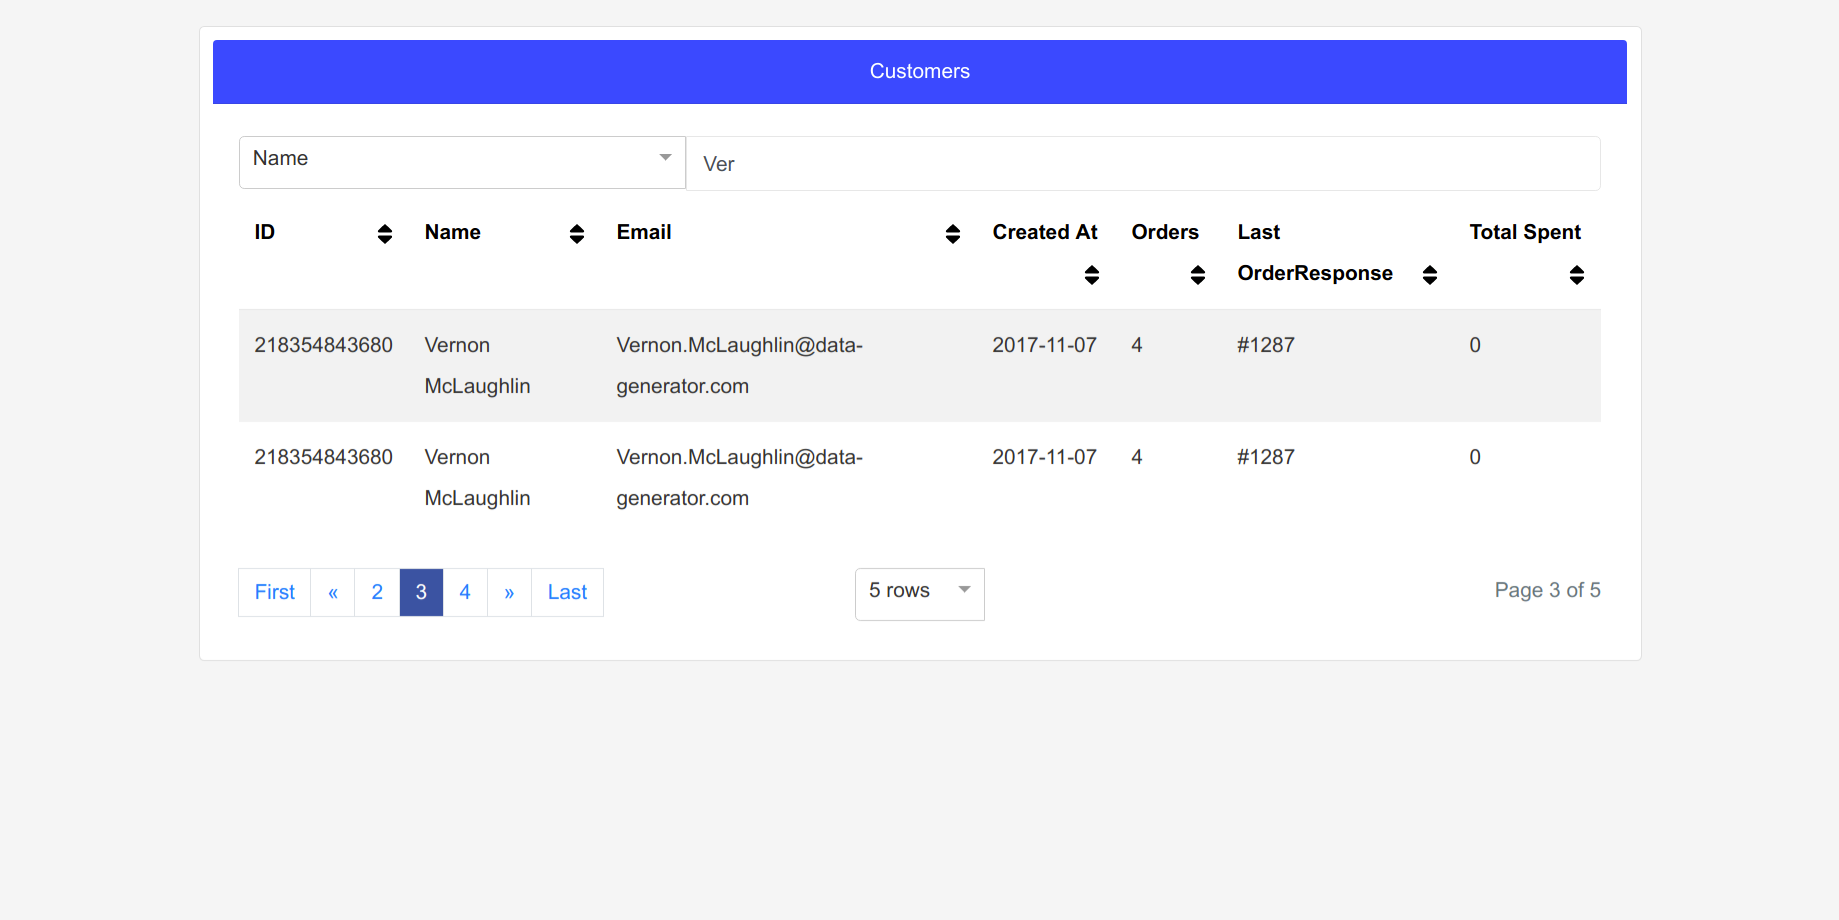 Customers
Name Ver
ID Name Email Created At Orders Last Total Spent
OrderResponse
218354843680 Vernon Vernon.McLaughlin@data- 2017-11-07 4 #1287 0
McLaughlin generator.com
218354843680 Vernon Vernon.McLaughlin@data- 2017-11-07 4 #1287 0
McLaughlin generator.com
First « 2 3 4 » Last 5 rows Page 3 of 5